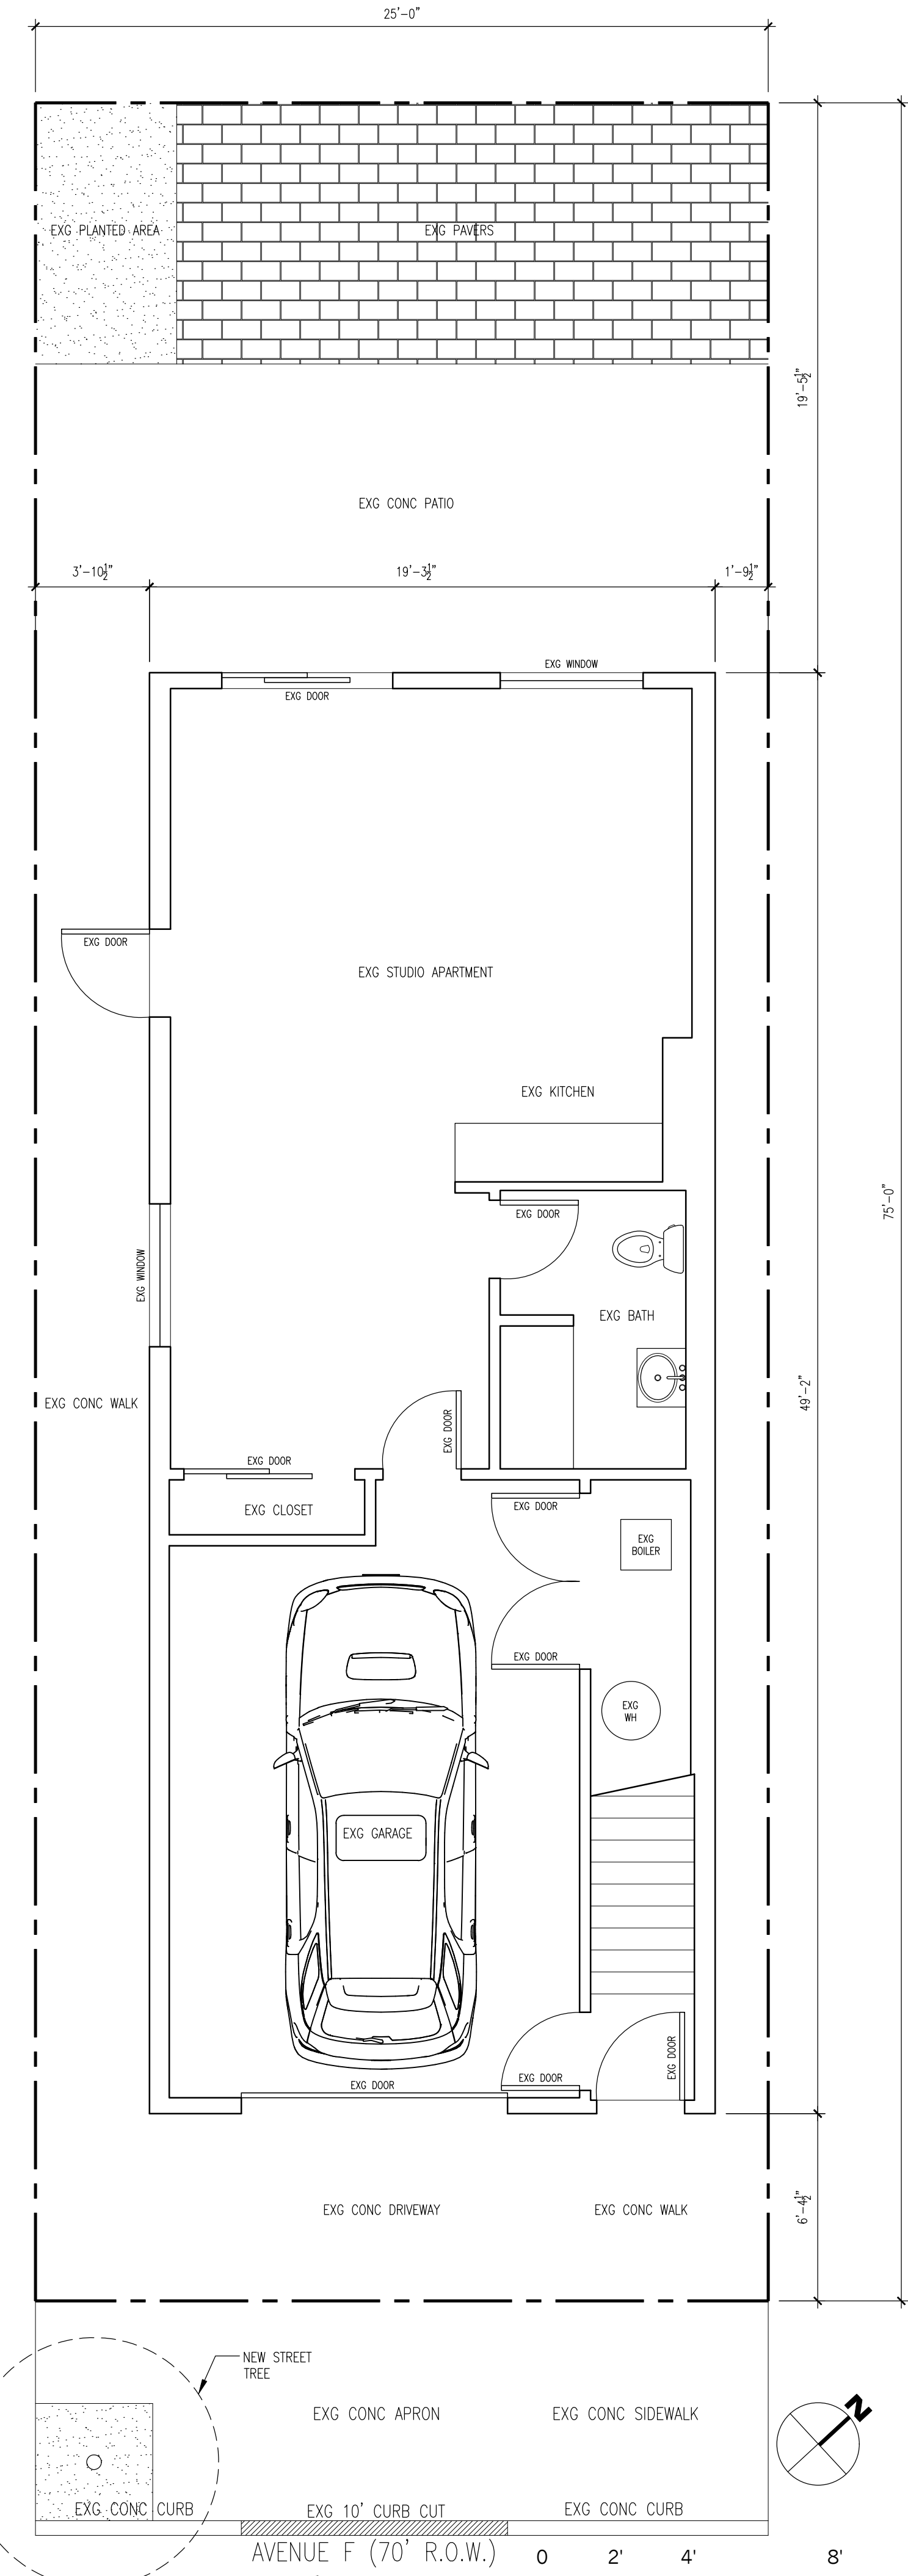 25'-0"
EXG PLANTED AREA
EXG PAVERS
19'-5½"
EXG CONC PATIO
3'-10½"
19'-3½"
1'-9½"
EXG WINDOW
EXG DOOR
EXG DOOR
EXG STUDIO APARTMENT
EXG KITCHEN
75'-0"
EXG DOOR
EXG WINDOW
EXG BATH
49'-2"
EXG CONC WALK
EXG DOOR
EXG DOOR
EXG CLOSET
EXG DOOR
EXG
BOILER
EXG DOOR
EXG
WH
EXG GARAGE
EXG DOOR
EXG DOOR
EXG DOOR
EXG CONC DRIVEWAY
EXG CONC WALK
6'-4½"
NEW STREET
TREE
EXG CONC APRON
EXG CONC SIDEWALK
N
EXG CONC CURB
EXG 10' CURB CUT
EXG CONC CURB
AVENUE F (70' R.O.W.)
0 2' 4' 8'